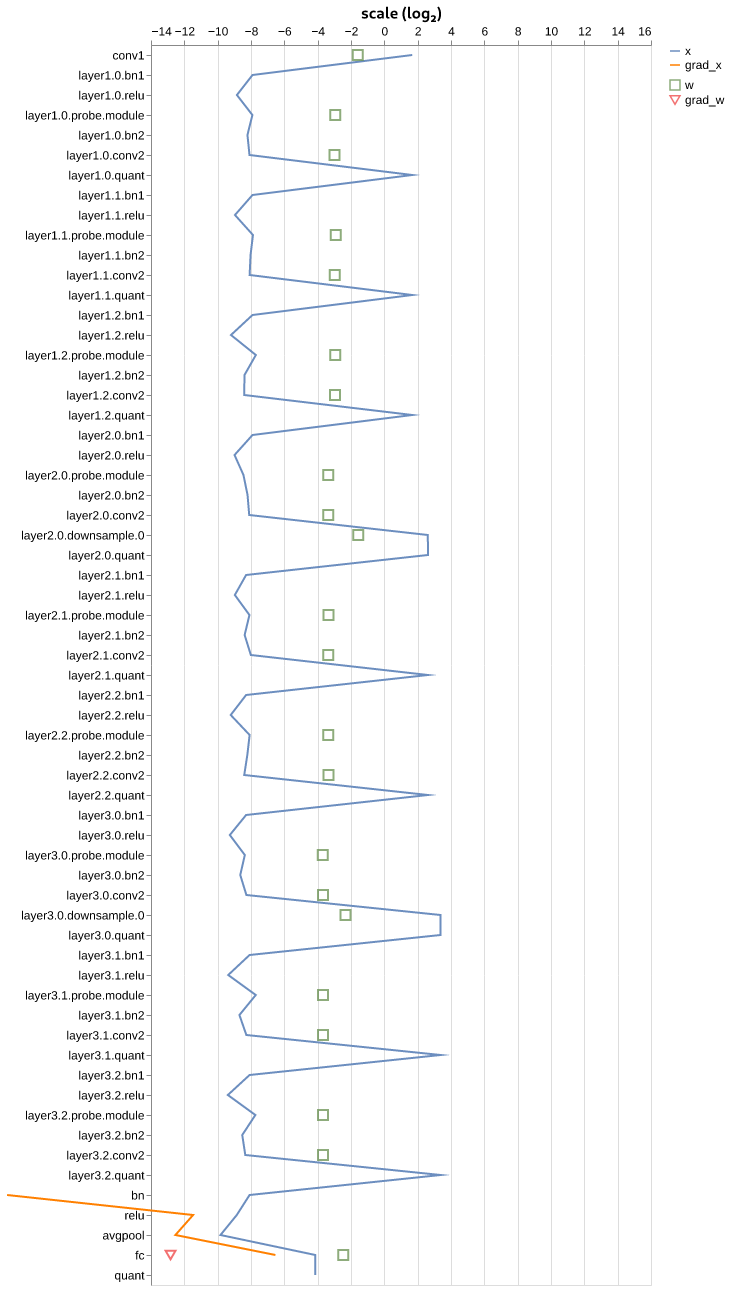 scale (log₂)
−14 −12 −10 −8 −6 −4 −2 0 2 4 6 8 10 12 14 16
x
grad_x
w
grad_w
conv1
layer1.0.bn1
layer1.0.relu
layer1.0.probe.module
layer1.0.bn2
layer1.0.conv2
layer1.0.quant
layer1.1.bn1
layer1.1.relu
layer1.1.probe.module
layer1.1.bn2
layer1.1.conv2
layer1.1.quant
layer1.2.bn1
layer1.2.relu
layer1.2.probe.module
layer1.2.bn2
layer1.2.conv2
layer1.2.quant
layer2.0.bn1
layer2.0.relu
layer2.0.probe.module
layer2.0.bn2
layer2.0.conv2
layer2.0.downsample.0
layer2.0.quant
layer2.1.bn1
layer2.1.relu
layer2.1.probe.module
layer2.1.bn2
layer2.1.conv2
layer2.1.quant
layer2.2.bn1
layer2.2.relu
layer2.2.probe.module
layer2.2.bn2
layer2.2.conv2
layer2.2.quant
layer3.0.bn1
layer3.0.relu
layer3.0.probe.module
layer3.0.bn2
layer3.0.conv2
layer3.0.downsample.0
layer3.0.quant
layer3.1.bn1
layer3.1.relu
layer3.1.probe.module
layer3.1.bn2
layer3.1.conv2
layer3.1.quant
layer3.2.bn1
layer3.2.relu
layer3.2.probe.module
layer3.2.bn2
layer3.2.conv2
layer3.2.quant
bn
relu
avgpool
fc
quant